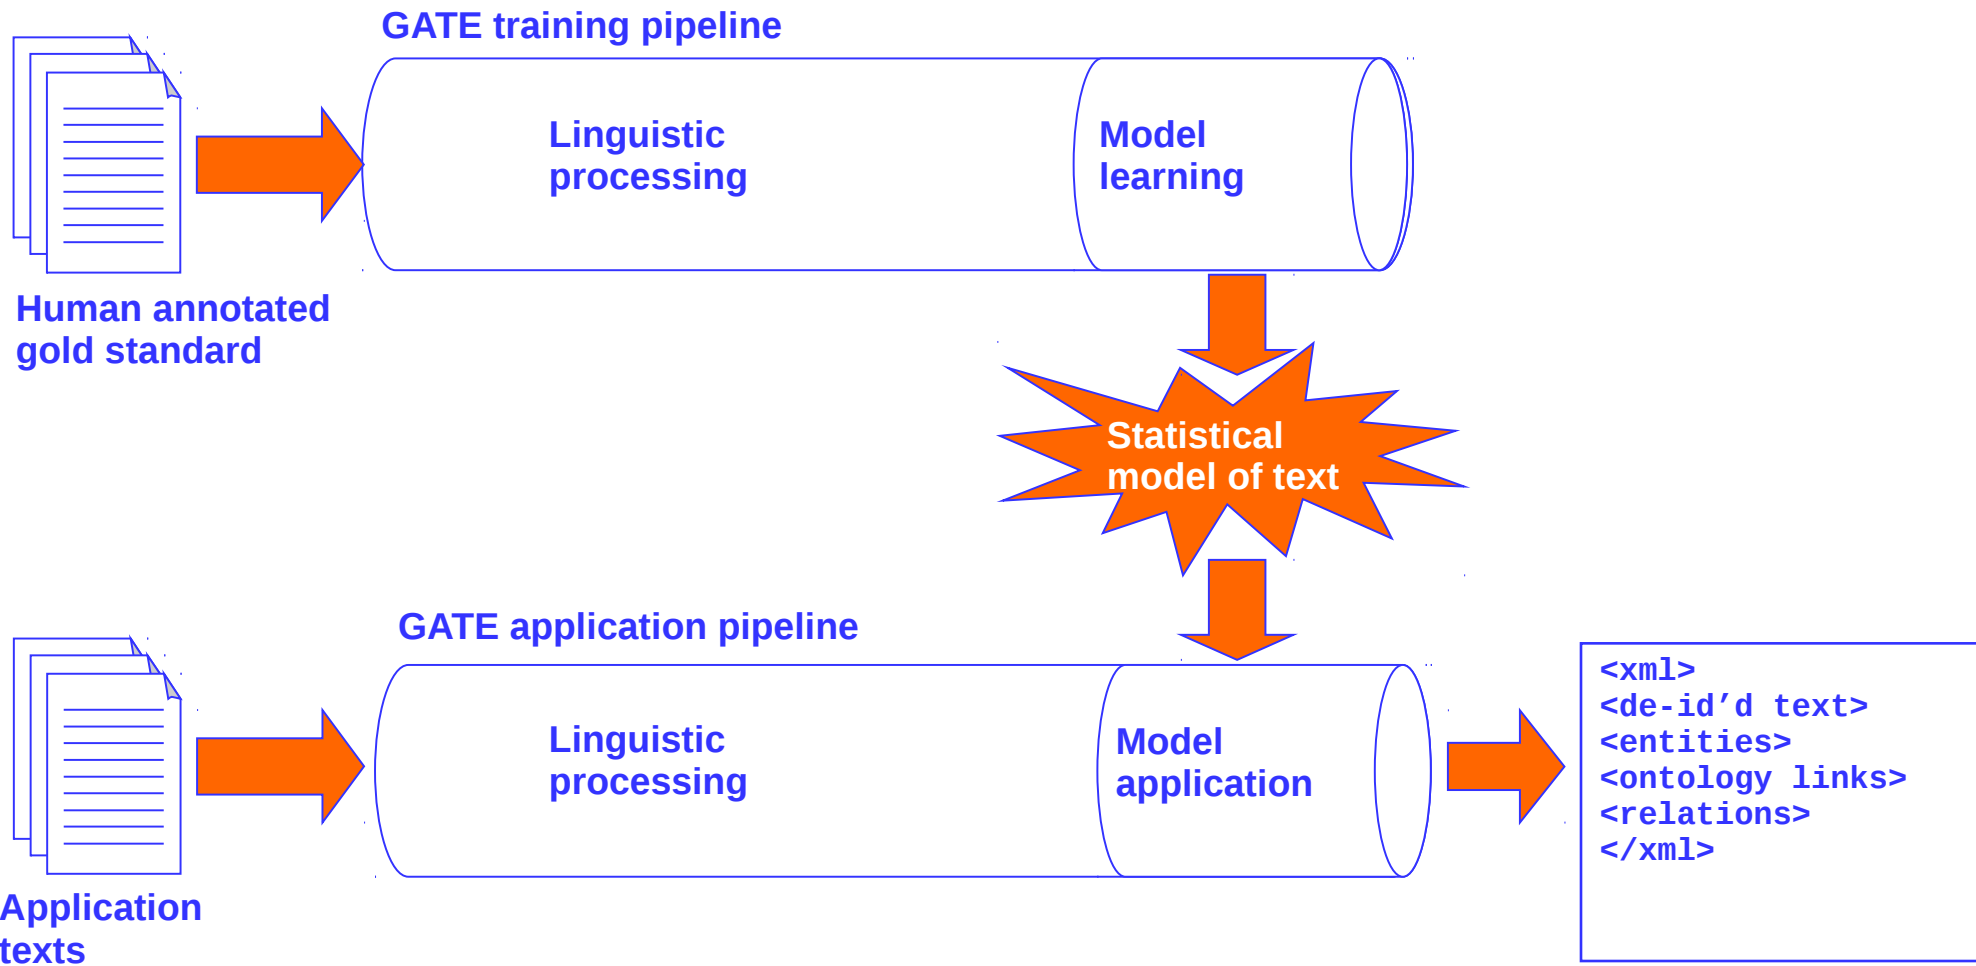 GATE training pipeline
Linguistic
processing
Model
learning
Human annotated
gold standard
Statistical
model of text
GATE application pipeline
Linguistic
processing
Model
application
<xml>
<de-id’d text>
<entities>
<ontology links>
<relations>
</xml>
Application
texts